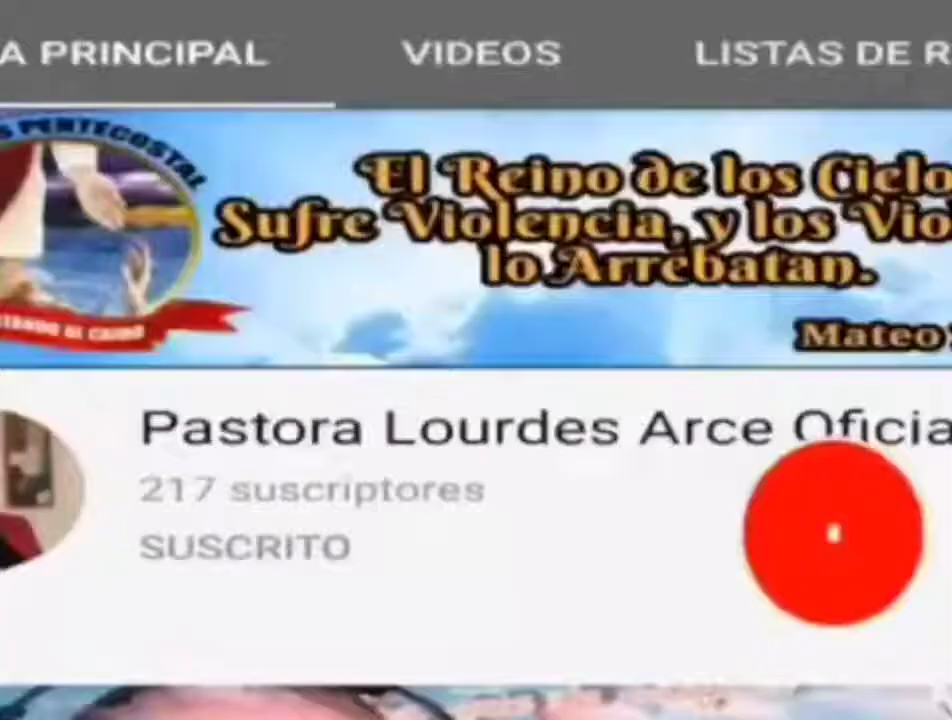 A PRINCIPAL
VIDEOS
LISTAS DE R
S PENTECOSTAL
El Reino de los Cielo
Sufre Violencia, y los Vio
lo Arrebatan.
Mateo
Pastora Lourdes Arce Oficia
217 suscriptores
SUSCRITO